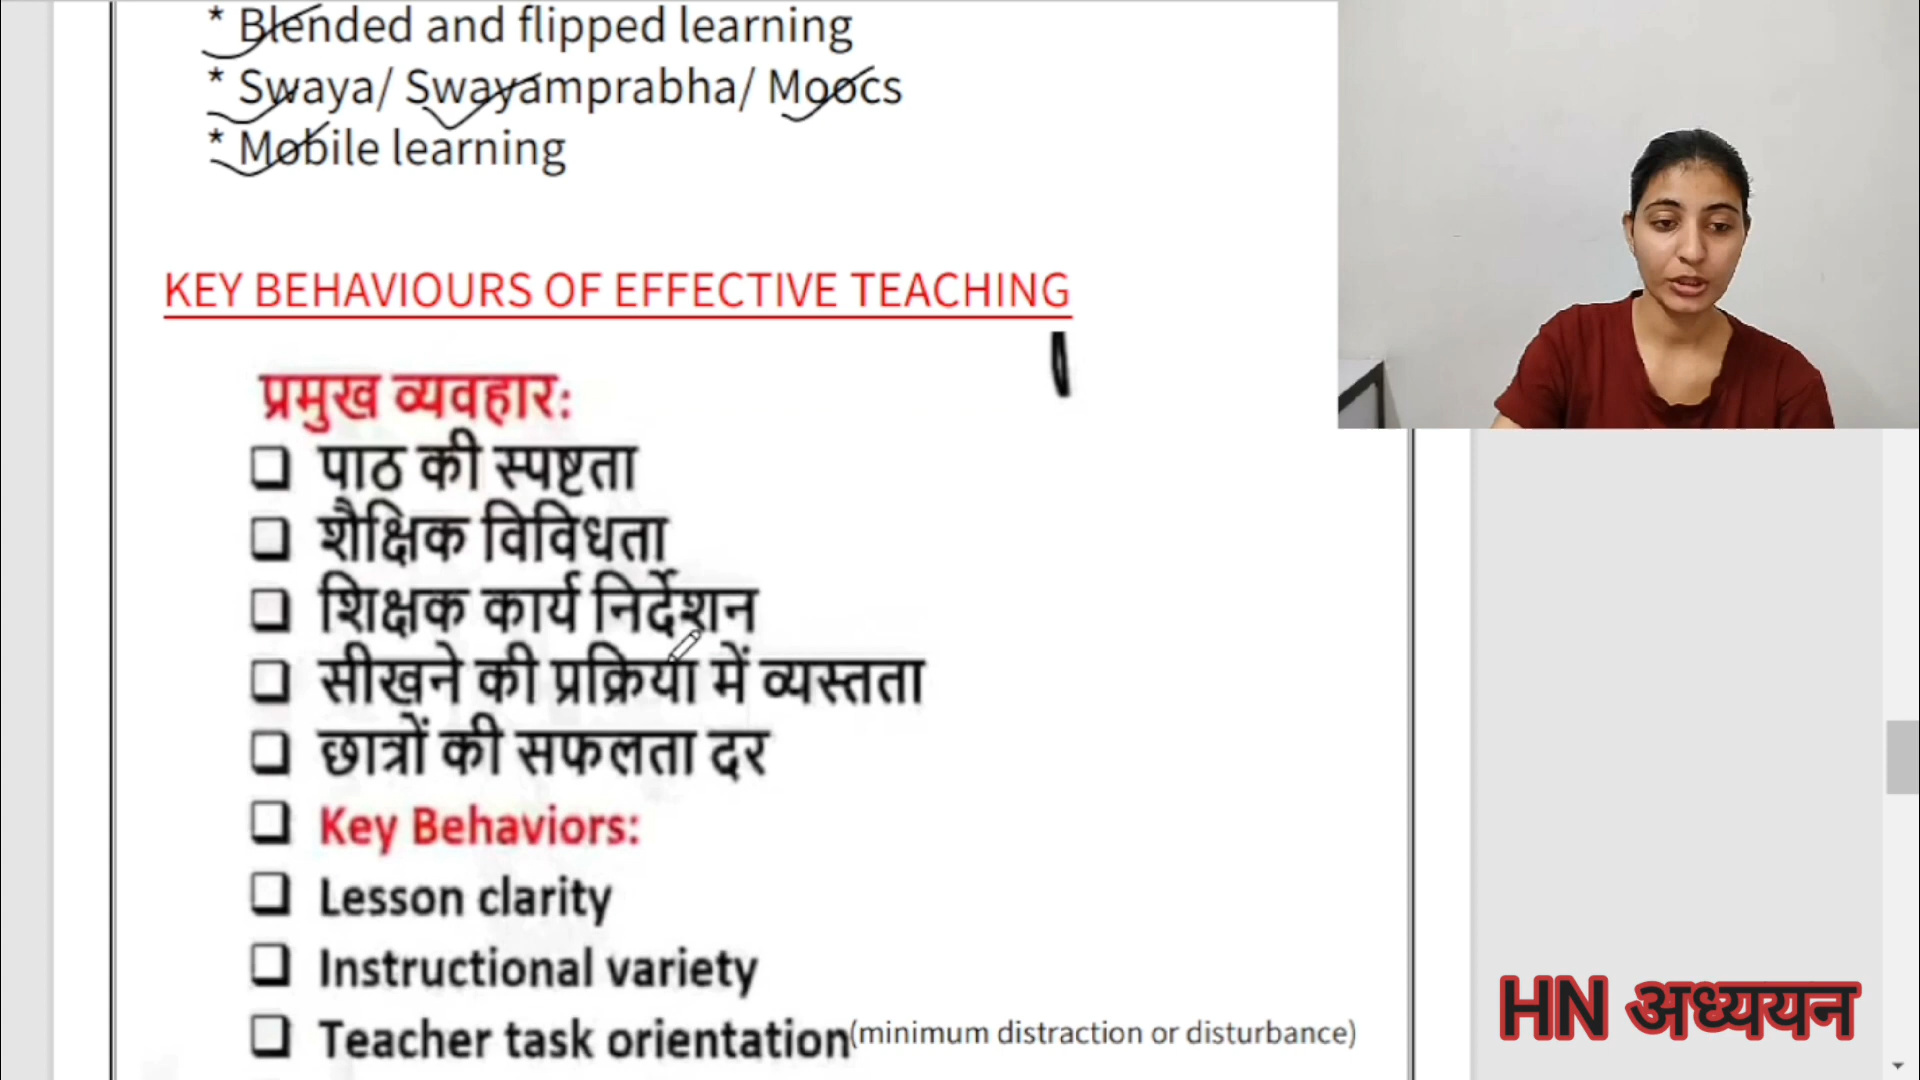 * Blended and flipped learning
* Swaya/ Swayamprabha/ Moocs
* Mobile learning
KEY BEHAVIOURS OF EFFECTIVE TEACHING
प्रमुख व्यवहार:
पाठ की स्पष्टता
शैक्षिक विविधता
शिक्षक कार्य निर्देशन
सीखने की प्रक्रिया में व्यस्तता
छात्रों की सफलता दर
Key Behaviors:
Lesson clarity
Instructional variety
Teacher task orientation(minimum distraction or disturbance)
HN अध्ययन